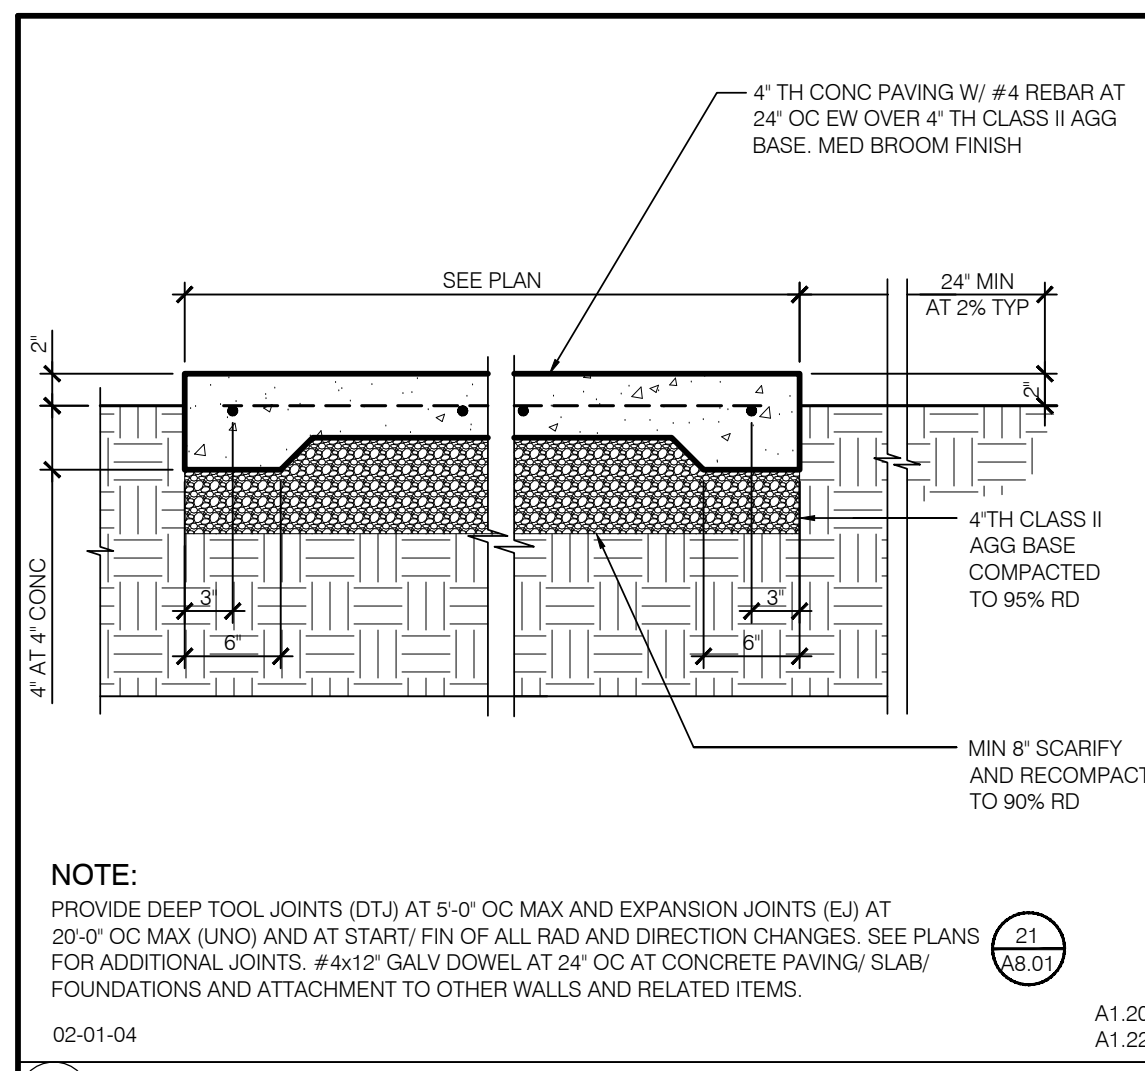 4" TH CONC PAVING W/ #4 REBAR AT
24" OC EW OVER 4" TH CLASS II AGG
BASE. MED BROOM FINISH
SEE PLAN
24" MIN
AT 2% TYP
2"
2"
4" AT 4" CONC
4"TH CLASS II
AGG BASE
COMPACTED
TO 95% RD
3"
3"
6"
6"
MIN 8" SCARIFY
AND RECOMPACT
TO 90% RD
NOTE:
PROVIDE DEEP TOOL JOINTS (DTJ) AT 5'-0" OC MAX AND EXPANSION JOINTS (EJ) AT
20'-0" OC MAX (UNO) AND AT START/ FIN OF ALL RAD AND DIRECTION CHANGES. SEE PLANS
FOR ADDITIONAL JOINTS. #4x12" GALV DOWEL AT 24" OC AT CONCRETE PAVING/ SLAB/
FOUNDATIONS AND ATTACHMENT TO OTHER WALLS AND RELATED ITEMS.
21
A8.01
02-01-04
A1.20
A1.22